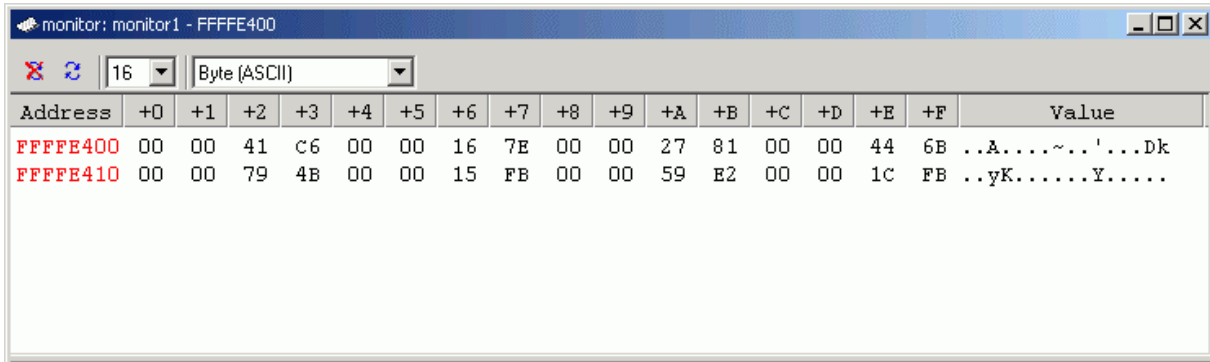 monitor: monitor1 - FFFFE400
16 Byte (ASCII)
Address +0 +1 +2 +3 +4 +5 +6 +7 +8 +9 +A +B +C +D +E +F Value
FFFFE400 00 00 41 C6 00 00 16 7E 00 00 27 81 00 00 44 6B ..A....~..'...Dk
FFFFE410 00 00 79 4B 00 00 15 FB 00 00 59 E2 00 00 1C FB ..yK......Y.....